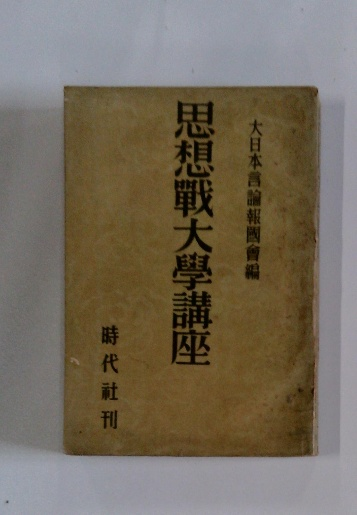 大日本言論報國會編
思想戰大學講座
時代社刊